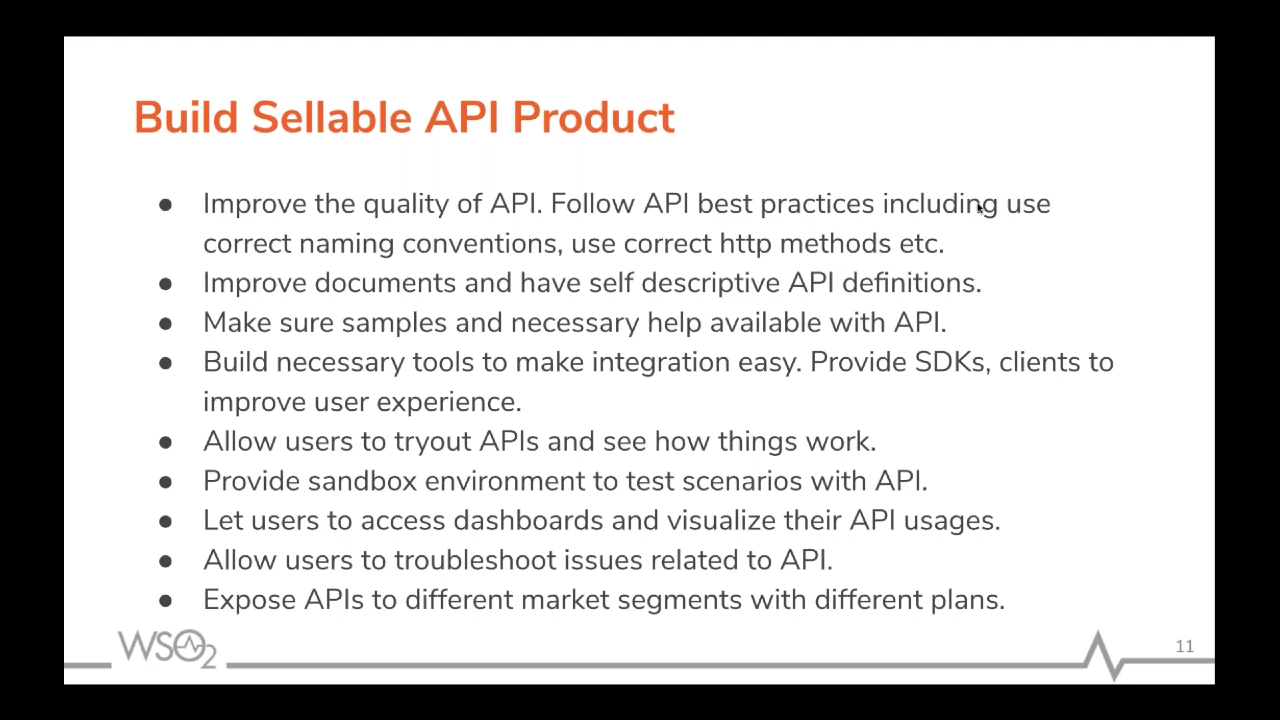 Build Sellable API Product
● Improve the quality of API. Follow API best practices including use
correct naming conventions, use correct http methods etc.
● Improve documents and have self descriptive API definitions.
● Make sure samples and necessary help available with API.
● Build necessary tools to make integration easy. Provide SDKs, clients to
improve user experience.
● Allow users to tryout APIs and see how things work.
● Provide sandbox environment to test scenarios with API.
● Let users to access dashboards and visualize their API usages.
● Allow users to troubleshoot issues related to API.
● Expose APIs to different market segments with different plans.
WSO2
11